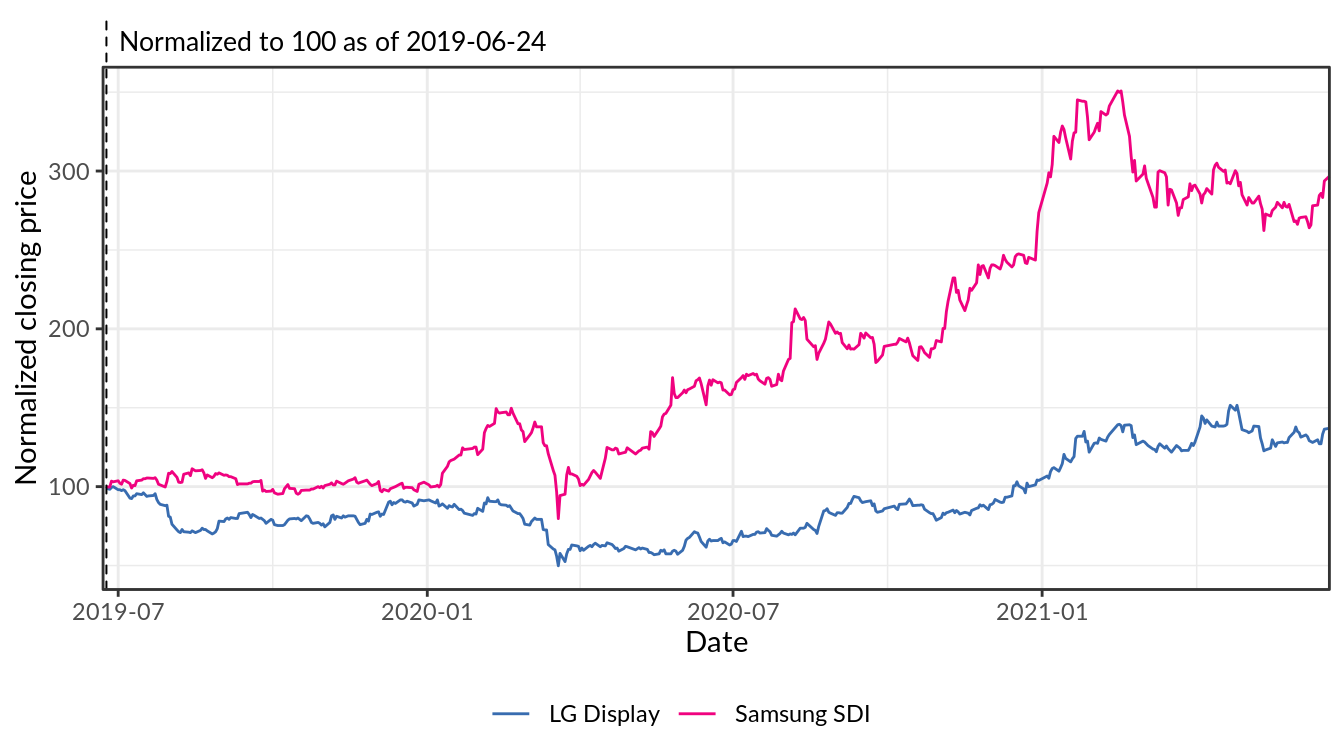 Normalized to 100 as of 2019-06-24
Normalized closing price
300
200
100
2019-07 2020-01 2020-07 2021-01
Date
LG Display Samsung SDI